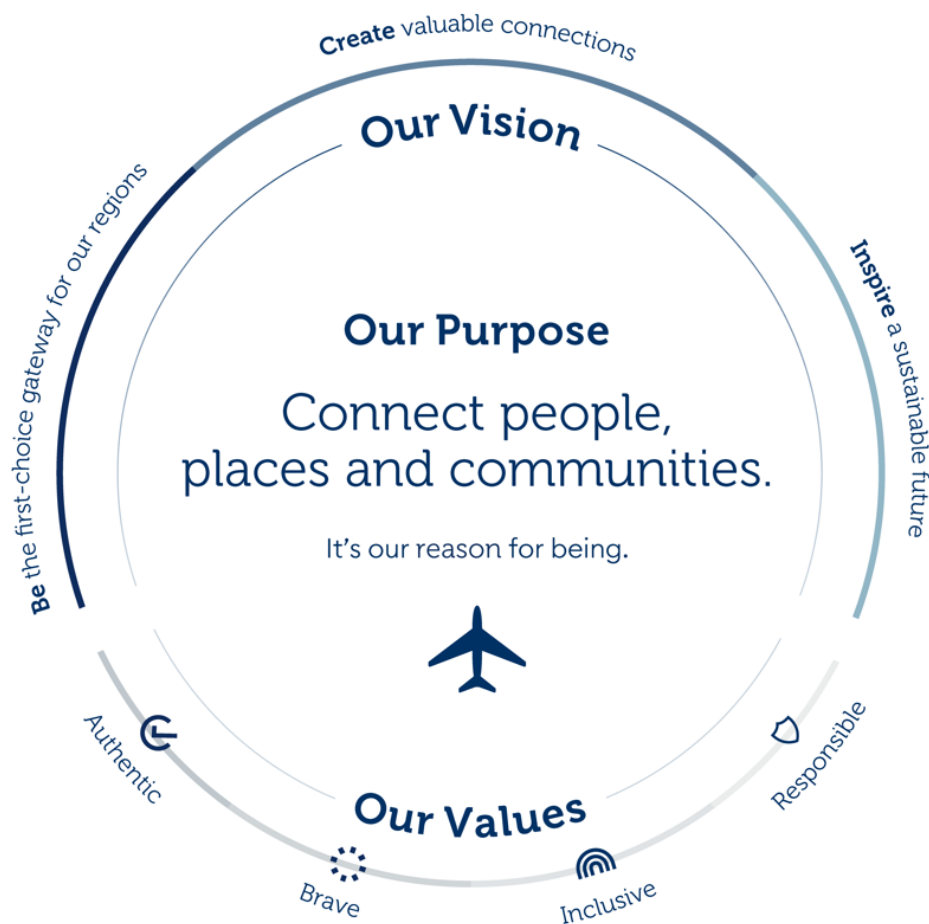 Create valuable connections
Our Vision
Be the first-choice gateway for our regions
Inspire a sustainable future
Our Purpose
Connect people,
places and communities.
It’s our reason for being.
Our Values
Authentic
Brave
Inclusive
Responsible